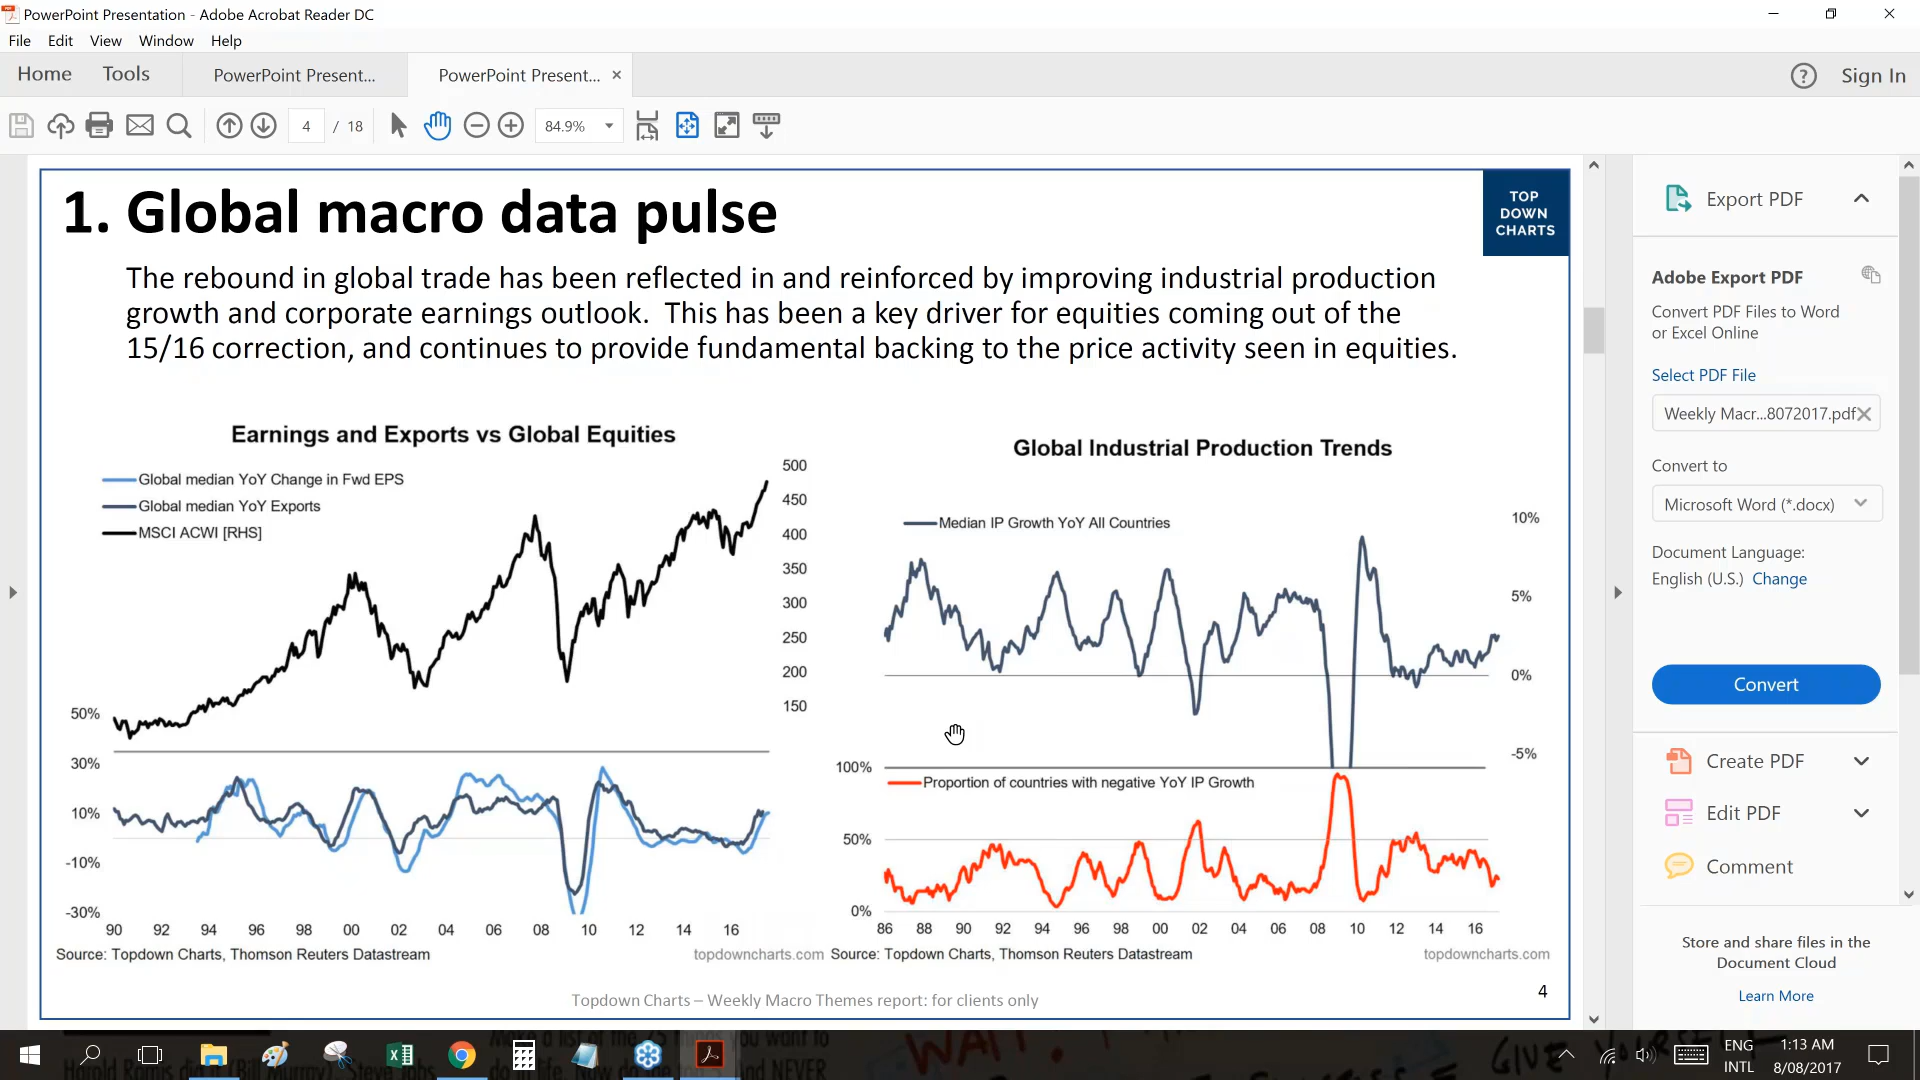 PowerPoint Presentation - Adobe Acrobat Reader DC
File Edit View Window Help
Home Tools PowerPoint Present... PowerPoint Present... × ? Sign In
4 / 18 84.9%
1. Global macro data pulse
TOP
DOWN
CHARTS
The rebound in global trade has been reflected in and reinforced by improving industrial production
growth and corporate earnings outlook. This has been a key driver for equities coming out of the
15/16 correction, and continues to provide fundamental backing to the price activity seen in equities.
Earnings and Exports vs Global Equities
Global median YoY Change in Fwd EPS
Global median YoY Exports
MSCI ACWI [RHS]
500
450
400
350
300
250
200
150
50%
30%
10%
-10%
-30%
90 92 94 96 98 00 02 04 06 08 10 12 14 16
Source: Topdown Charts, Thomson Reuters Datastream
topdowncharts.com
Global Industrial Production Trends
Median IP Growth YoY All Countries
10%
5%
0%
-5%
100%
Proportion of countries with negative YoY IP Growth
50%
0%
86 88 90 92 94 96 98 00 02 04 06 08 10 12 14 16
Source: Topdown Charts, Thomson Reuters Datastream
topdowncharts.com
Topdown Charts – Weekly Macro Themes report: for clients only
4
Export PDF
Adobe Export PDF
Convert PDF Files to Word
or Excel Online
Select PDF File
Weekly Macr...8072017.pdf
Convert to
Microsoft Word (*.docx)
Document Language:
English (U.S.) Change
Convert
Create PDF
Edit PDF
Comment
Store and share files in the
Document Cloud
Learn More
WAIT.
GIVE YOURSELF
ENG
INTL
1:13 AM
8/08/2017